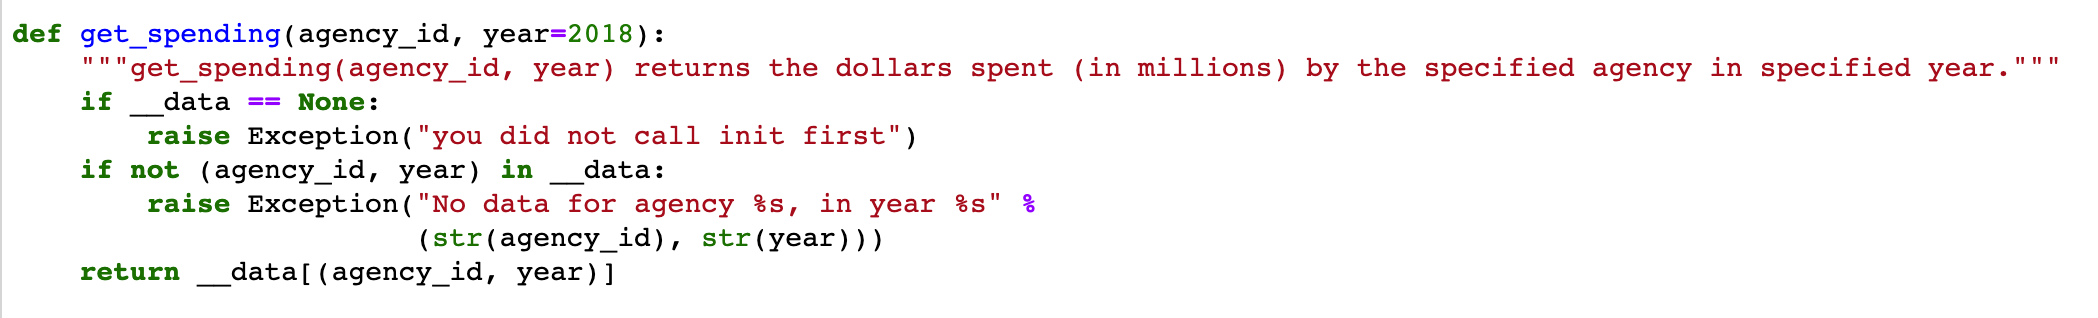 def get_spending(agency_id, year=2018):
    """get_spending(agency_id, year) returns the dollars spent (in millions) by the specified agency in specified year."""
    if __data == None:
        raise Exception("you did not call init first")
    if not (agency_id, year) in __data:
        raise Exception("No data for agency %s, in year %s" %
                        (str(agency_id), str(year)))
    return __data[(agency_id, year)]